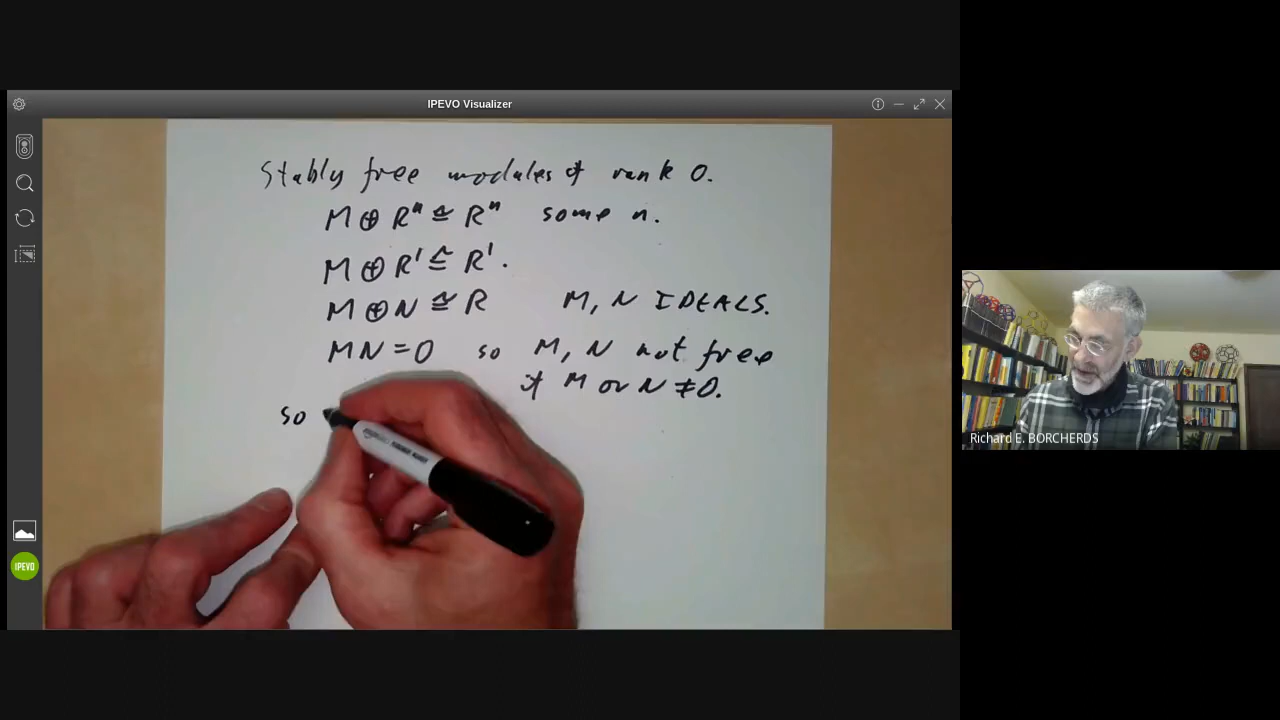 IPEVO Visualizer
Stably free modules of rank 0.
M ⊕ Rⁿ ≅ Rⁿ some n.
M ⊕ R¹ ≅ R¹.
M ⊕ N ≅ R M, N IDEALS.
MN = 0 so M, N not free
if M or N ≠ 0.
so
IPEVO
Richard E. BORCHERDS